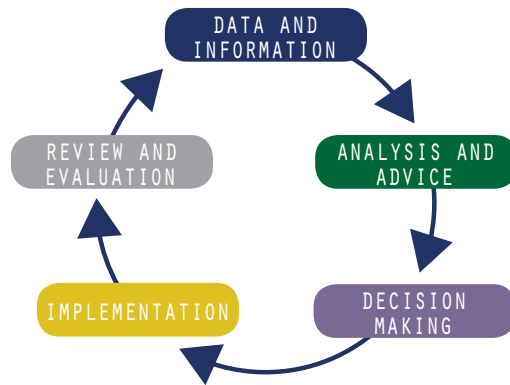 DATA AND
INFORMATION
ANALYSIS AND
ADVICE
DECISION
MAKING
IMPLEMENTATION
REVIEW AND
EVALUATION